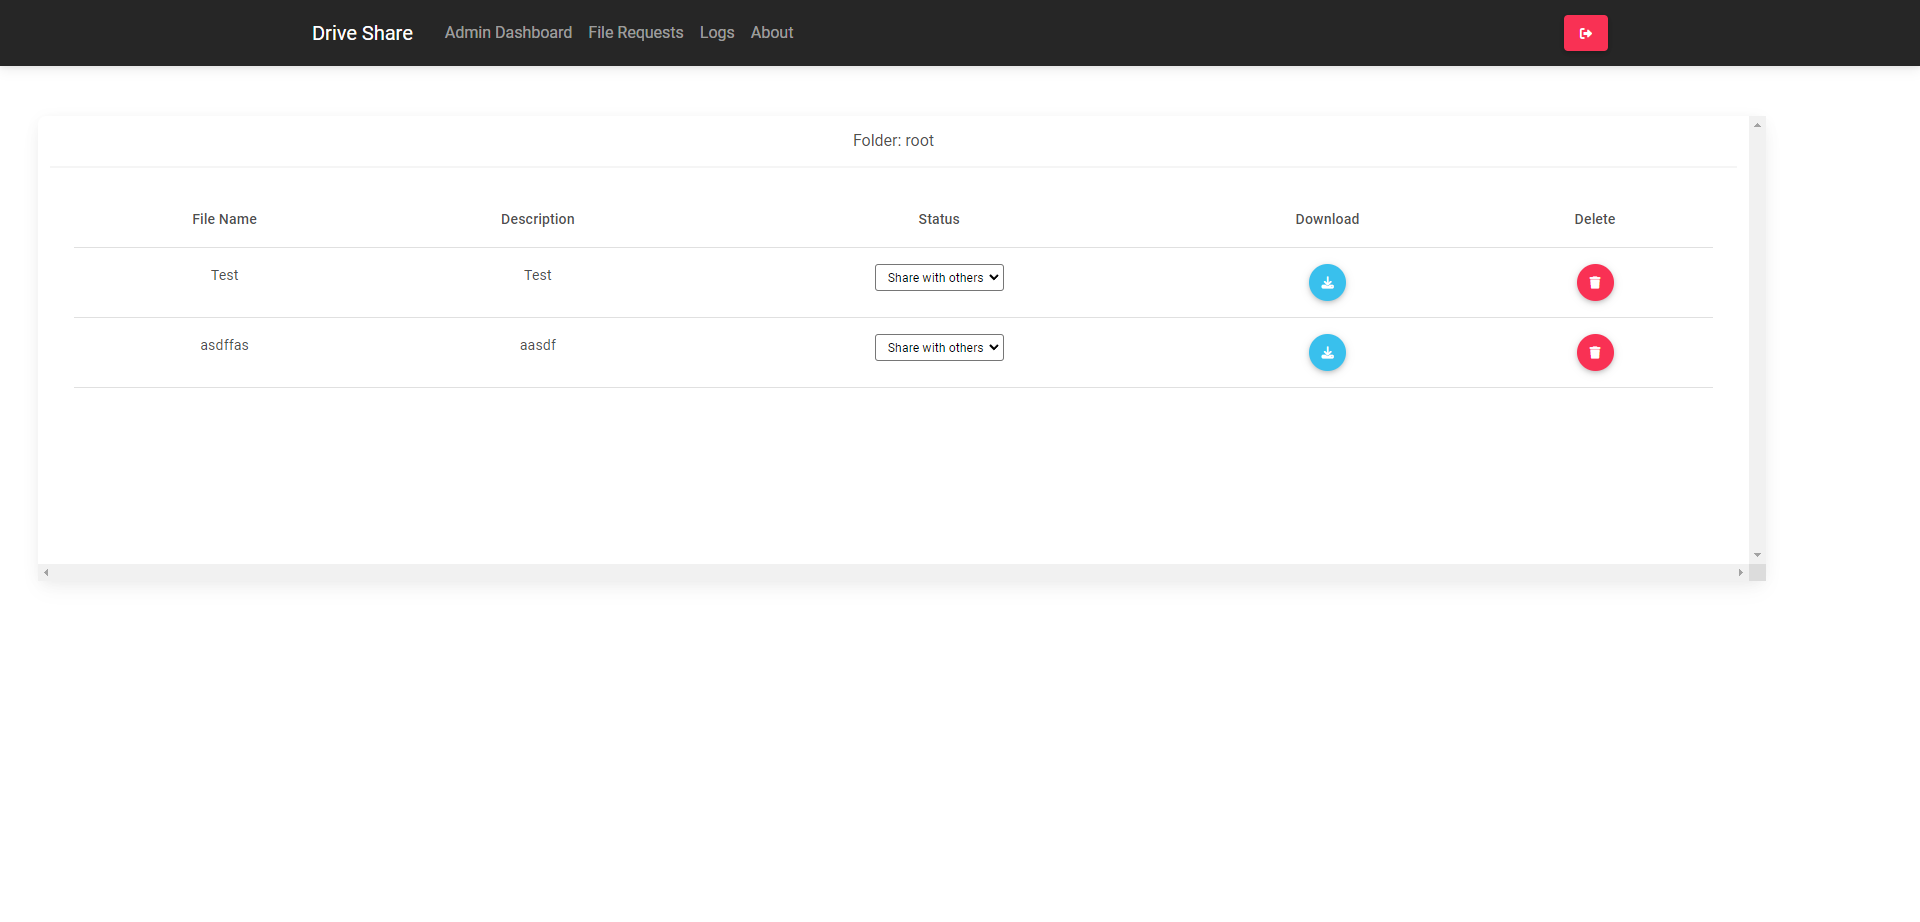 Drive Share Admin Dashboard File Requests Logs About
Folder: root
File Name Description Status Download Delete
Test Test Share with others
asdffas aasdf Share with others